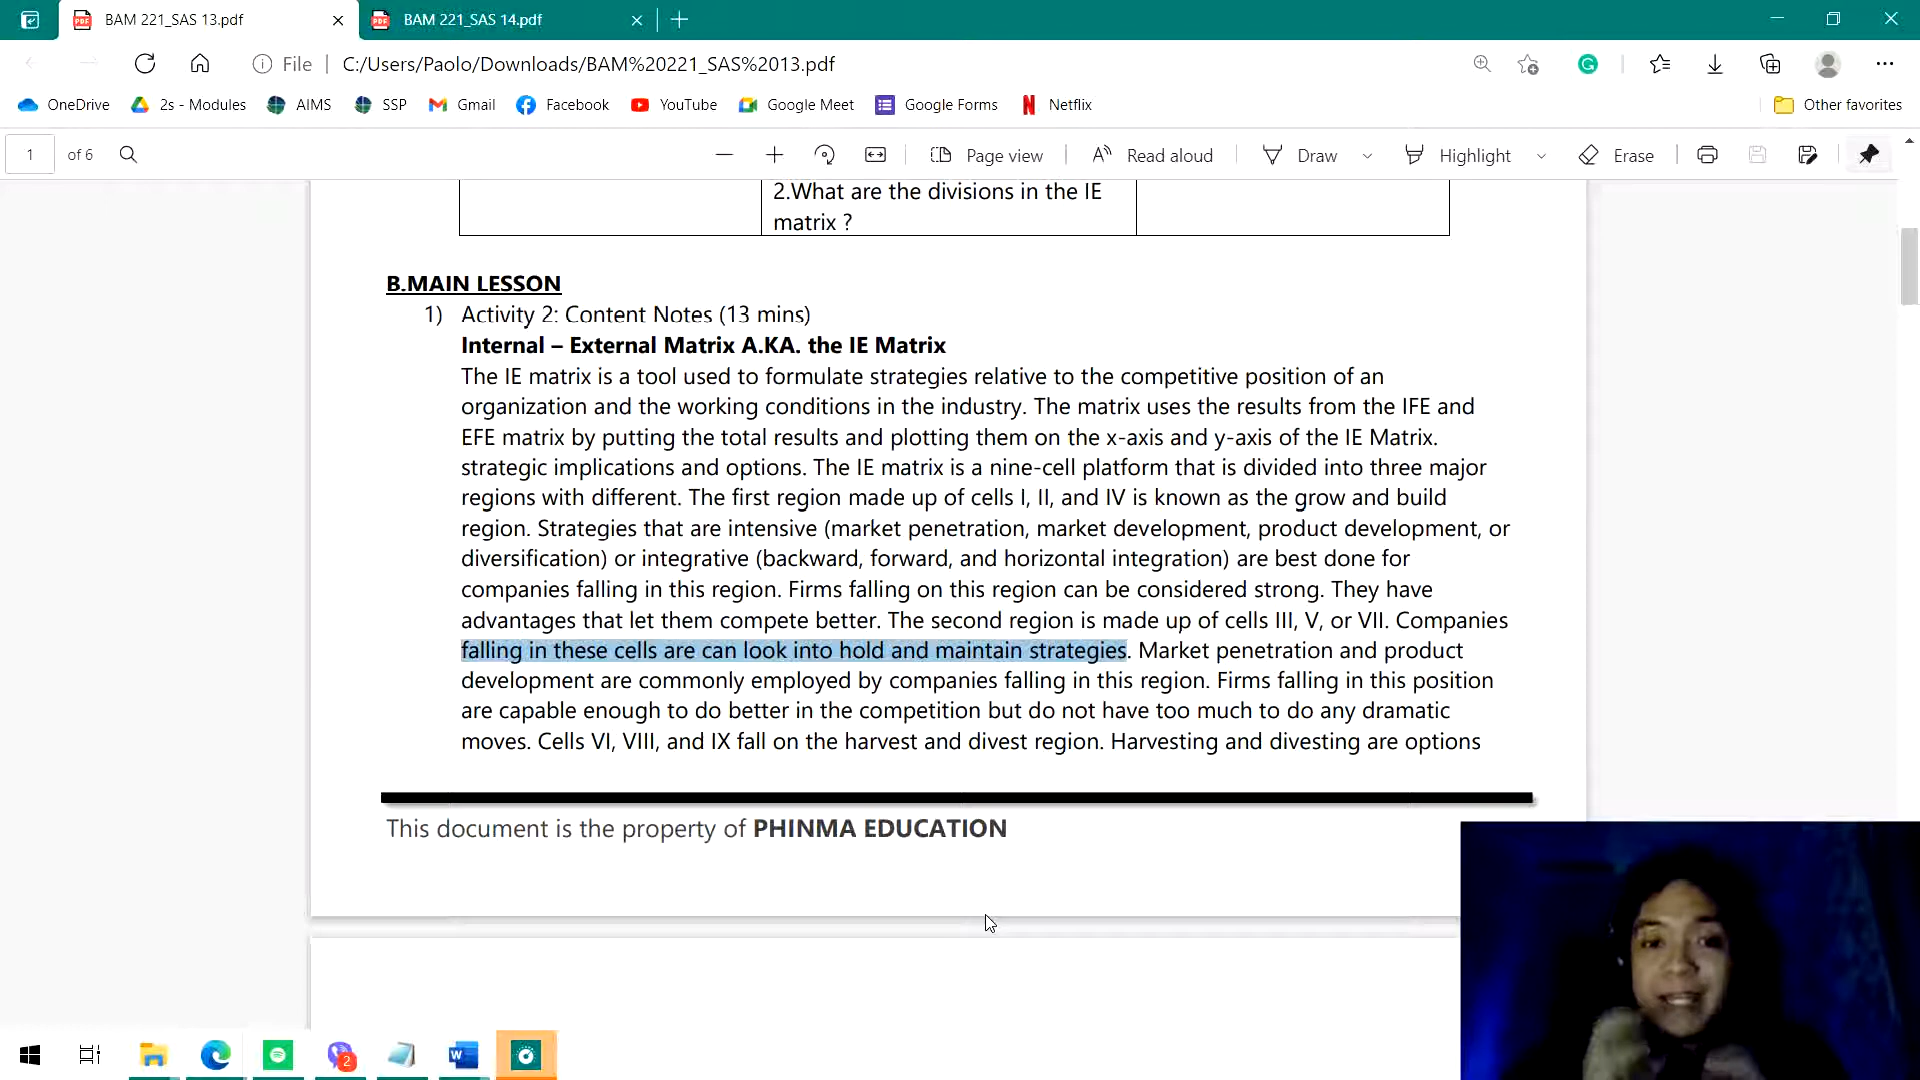 BAM 221_SAS 13.pdf
BAM 221_SAS 14.pdf
File
C:/Users/Paolo/Downloads/BAM%20221_SAS%2013.pdf
OneDrive
2s - Modules
AIMS
SSP
Gmail
Facebook
YouTube
Google Meet
Google Forms
Netflix
Other favorites
1 of 6
Page view
Read aloud
Draw
Highlight
Erase
2.What are the divisions in the IE
matrix ?
B.MAIN LESSON
1) Activity 2: Content Notes (13 mins)
Internal – External Matrix A.KA. the IE Matrix
The IE matrix is a tool used to formulate strategies relative to the competitive position of an
organization and the working conditions in the industry. The matrix uses the results from the IFE and
EFE matrix by putting the total results and plotting them on the x-axis and y-axis of the IE Matrix.
strategic implications and options. The IE matrix is a nine-cell platform that is divided into three major
regions with different. The first region made up of cells I, II, and IV is known as the grow and build
region. Strategies that are intensive (market penetration, market development, product development, or
diversification) or integrative (backward, forward, and horizontal integration) are best done for
companies falling in this region. Firms falling on this region can be considered strong. They have
advantages that let them compete better. The second region is made up of cells III, V, or VII. Companies
falling in these cells are can look into hold and maintain strategies. Market penetration and product
development are commonly employed by companies falling in this region. Firms falling in this position
are capable enough to do better in the competition but do not have too much to do any dramatic
moves. Cells VI, VIII, and IX fall on the harvest and divest region. Harvesting and divesting are options
This document is the property of PHINMA EDUCATION
2